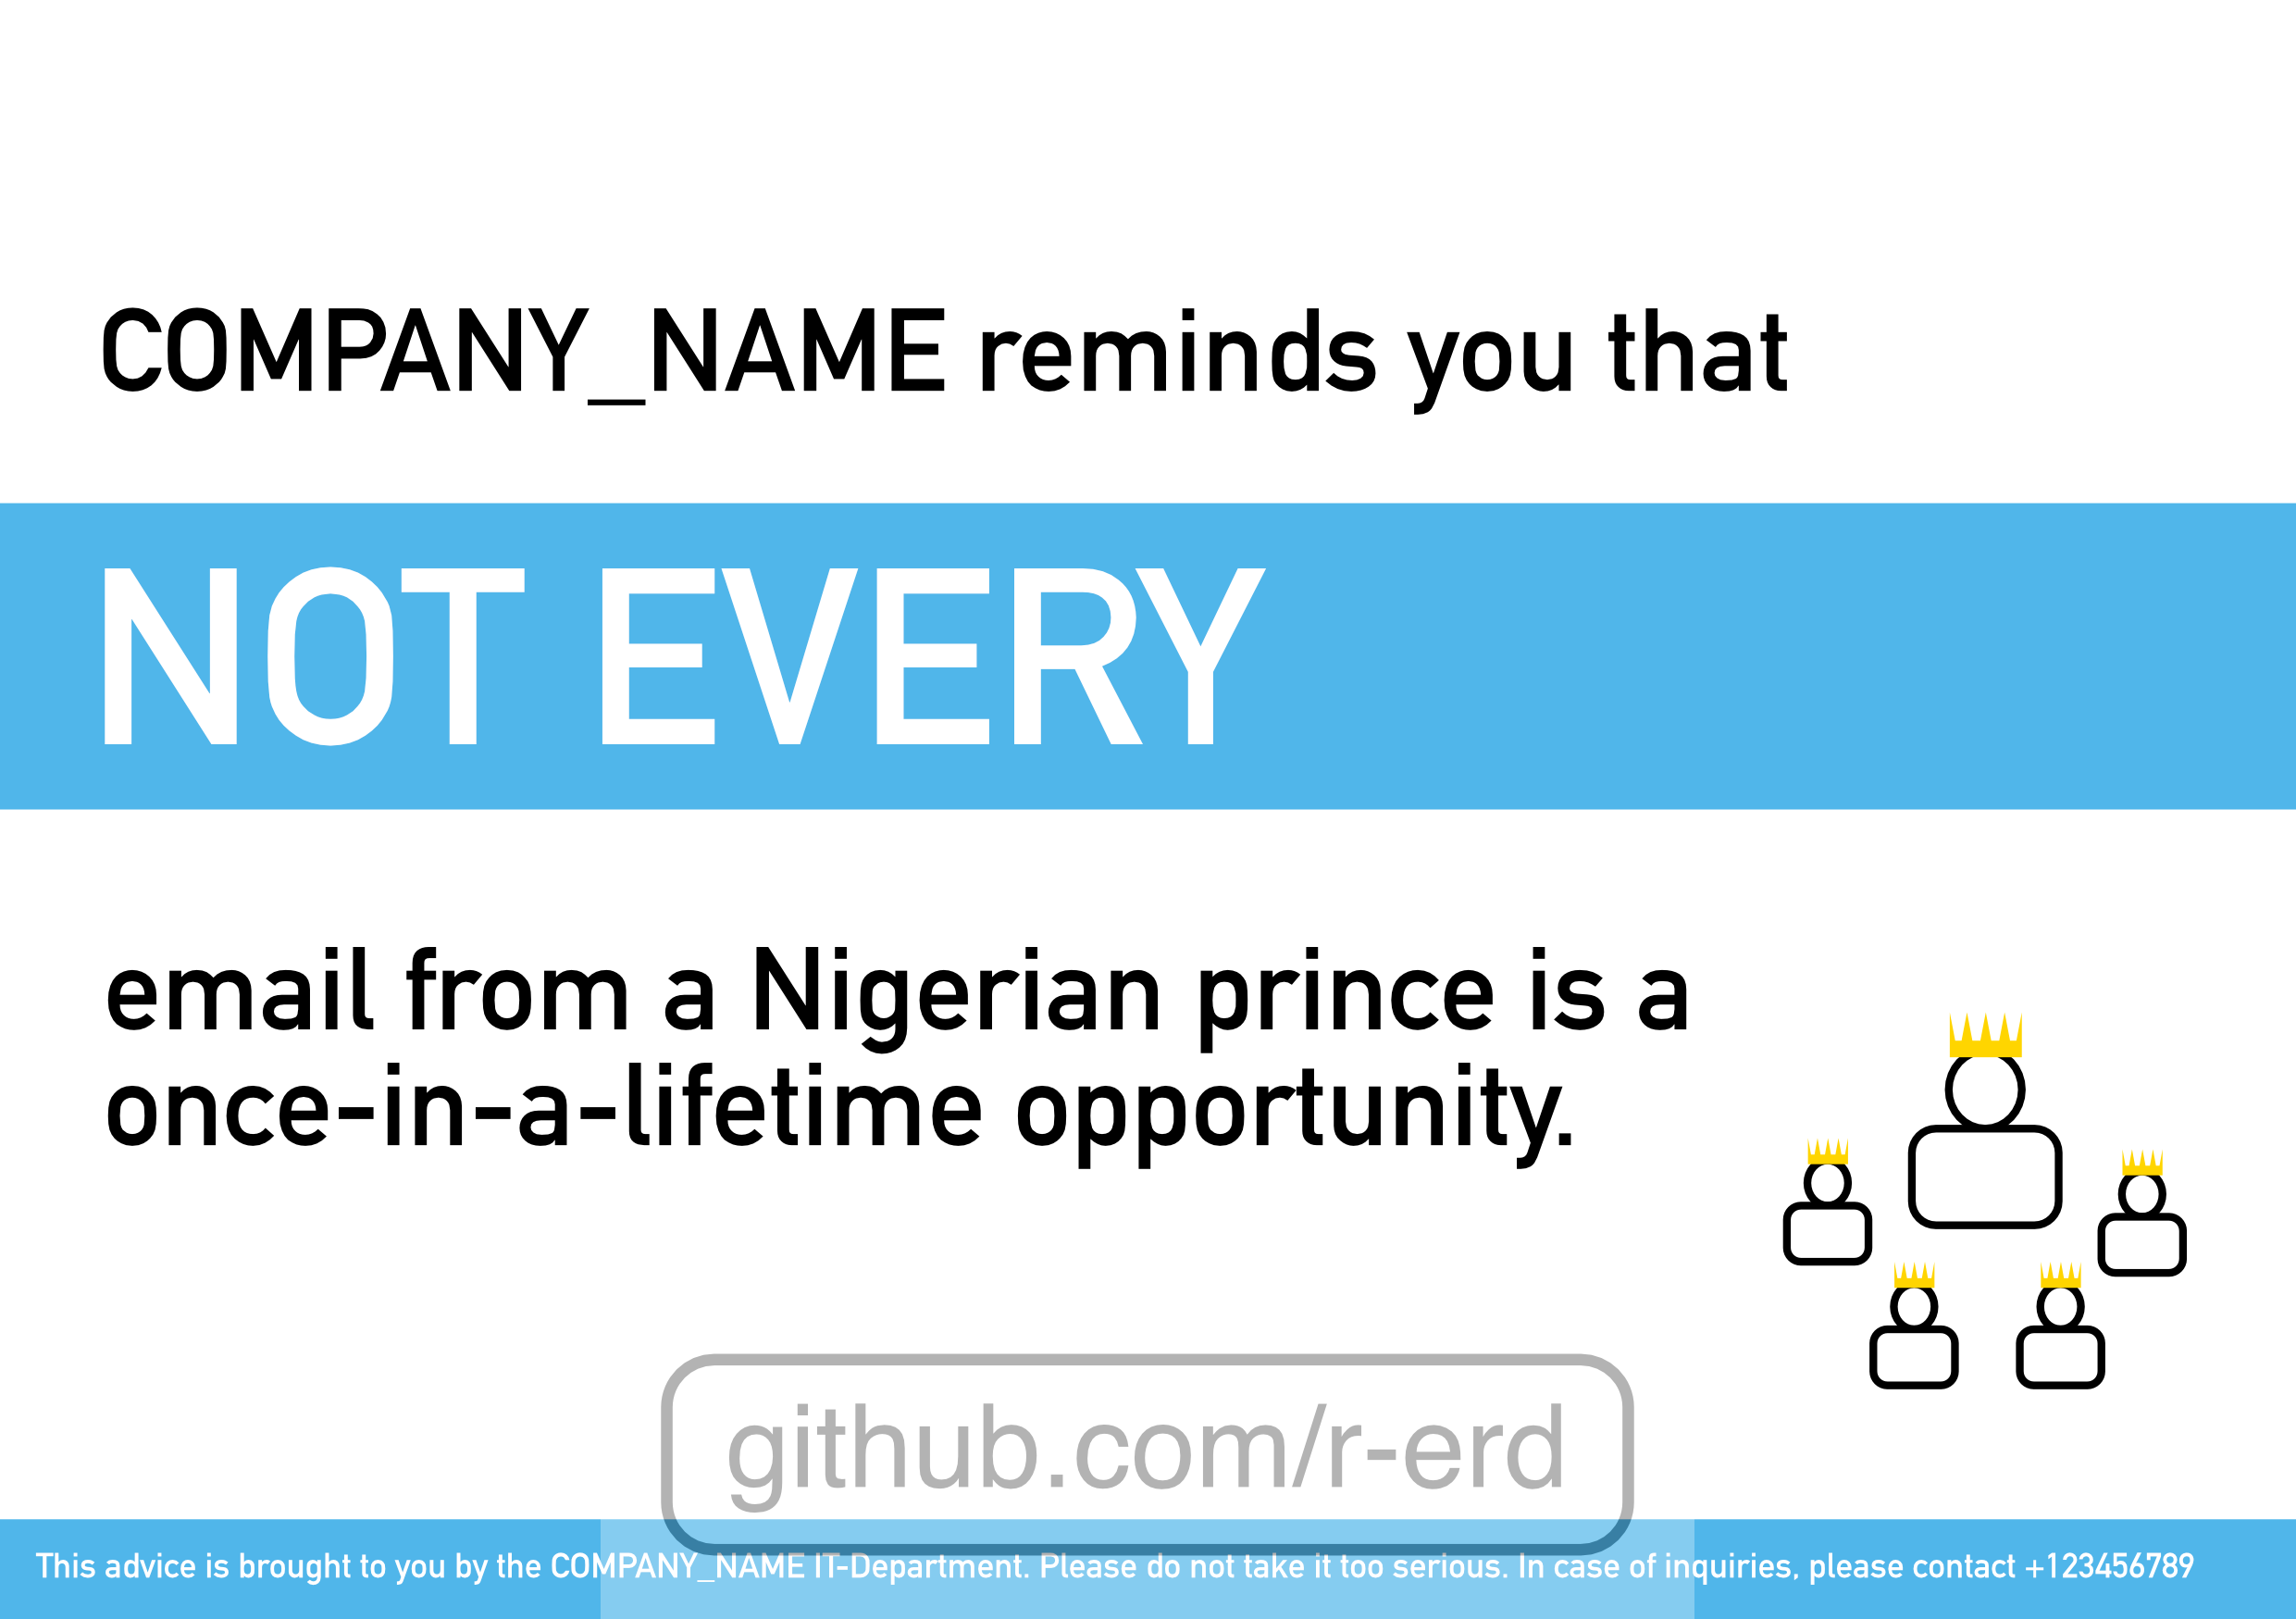 COMPANY_NAME reminds you that
NOT EVERY
email from a Nigerian prince is a
once-in-a-lifetime opportunity.
github.com/r-erd
This advice is brought to you by the COMPANY_NAME IT-Department. Please do not take it too serious. In case of inquiries, please contact +123456789